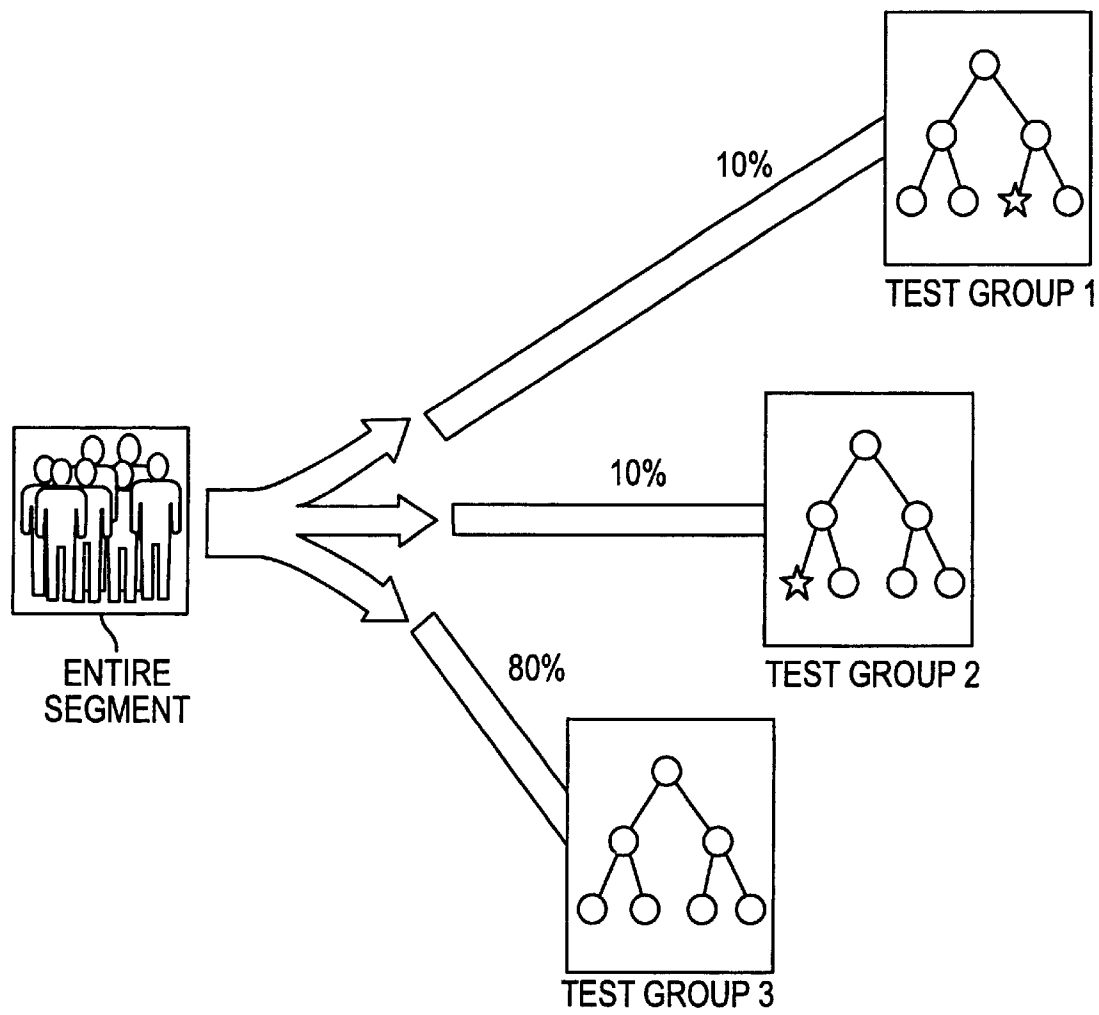 10%
TEST GROUP 1
10%
TEST GROUP 2
ENTIRE
SEGMENT
80%
TEST GROUP 3